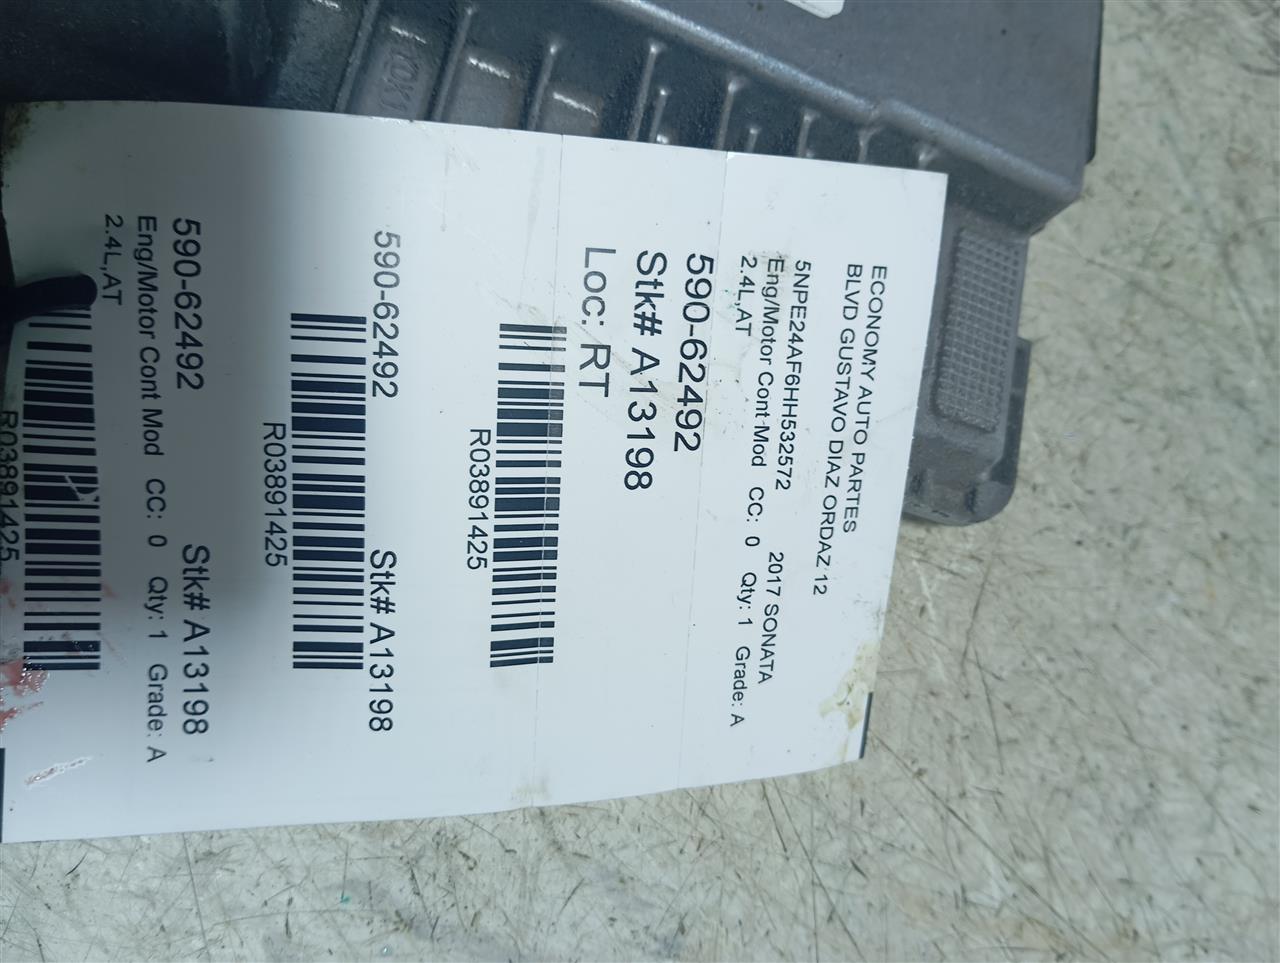 ECONOMY AUTO PARTES
BLVD GUSTAVO DIAZ ORDAZ 12
5NPE24AF6HH532572 2017 SONATA
Eng/Motor Cont Mod CC: 0 Qty: 1 Grade: A
2.4L,AT
590-62492
Stk# A13198
Loc: RT
R03891425
590-62492 Stk# A13198
R03891425
590-62492 Stk# A13198
Eng/Motor Cont Mod CC: 0 Qty: 1 Grade: A
2.4L,AT
R03891425